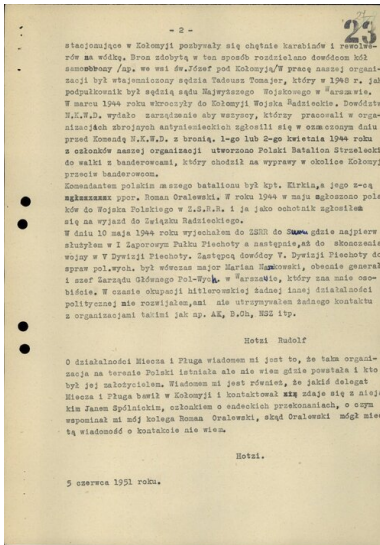 - 2 -
23
stacjonujące w Kołomyji pozbywały się chętnie karabinów i rewolwe-
rów na wódkę. Broń zdobytą w ten sposób rozdzielano dowódcom kół
samoobrony /np. we wsi św.Józef pod Kołomyją/W pracę naszej organi-
zacji był wtajemniczony sędzia Tadeusz Tomajer, który w 1948 r. jak
podpułkownik był sędzią sądu Najwyższego Wojskowego w Warszawie.
W marcu 1944 roku wkroczyły do Kołomyji Wojska Radzieckie. Dowództwo
N.K.W.D. wydało zarządzenie aby wszyscy, którzy pracowali w orga-
nizacjach zbrojnych antyniemieckich zgłosili się w oznaczonym dniu
przed Komendę N.K.W.D. z bronią. 1-go lub 2-go kwietnia 1944 roku
z członków naszej organizacji utworzono Polski Batalion Strzelecki
do walki z banderowcami, który chodził na wyprawy w okolice Kołomyji
przeciw banderowcom.
Komendantem polskim naszego batalionu był kpt. Kirkin,a jego z-cą
ppor. Roman Oralewski. W roku 1944 w maju zgłoszono Pola-
ków do Wojska Polskiego w Z.S.R.R. i ja jako ochotnik zgłosiłem
się na wyjazd do Związku Radzieckiego.
W dniu 10 maja 1944 roku wyjechałem do ZSRR do Sum gdzie najpierw
służyłem w I Zaporowym Pułku Piechoty a następnie,aż do skończenia
wojny w V Dywizji Piechoty. Zastępcą dowódcy V. Dywizji Piechoty do
spraw pol.wych. był wówczas major Marian Naszkowski, obecnie generał
i szef Zarządu Głównego Pol-Wych. w Warszawie, który zna mnie oso-
biście. W czasie okupacji hitlerowskiej żadnej innej działalności
politycznej nie rozwijałem,ani nie utrzymywałem żadnego kontaktu
z organizacjami takimi jak np. AK, B.Ch, NSZ itp.
Hotzi Rudolf
O działalności Miecza i Pługa wiadomem mi jest to, że taka organi-
zacja na terenie Polski istniała ale nie wiem gdzie powstała i kto
był jej założycielem. Wiadomem mi jest również, że jakiś delegat
Miecza i Pługa bawił w Kołomyji i kontaktował się zdaje się z nieja-
kim Janem Spólnickim, członkiem o endeckich przekonaniach, o czym
wspominał mi mój kolega Roman Oralewski, skąd Oralewski mógł mieć
tą wiadomość o kontakcie nie wiem.
Hotzi.
5 czerwca 1951 roku.